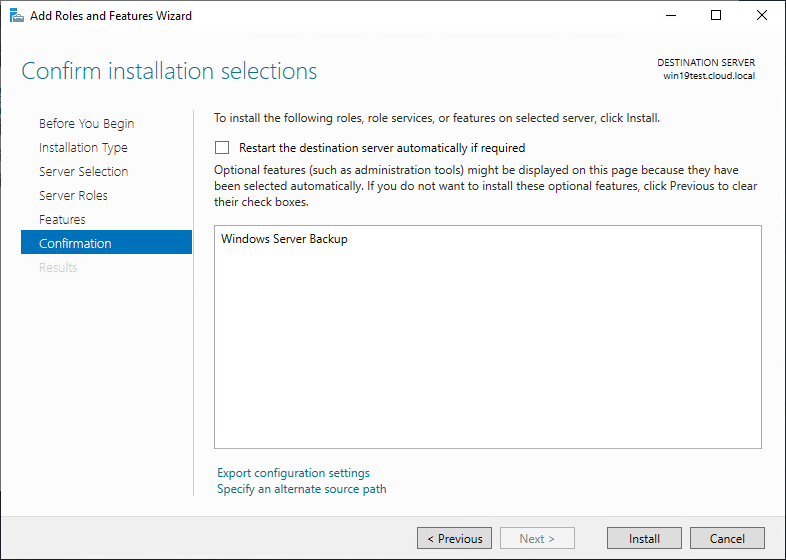 Add Roles and Features Wizard
Confirm installation selections
DESTINATION SERVER
win19test.cloud.local
Before You Begin
Installation Type
Server Selection
Server Roles
Features
Confirmation
Results
To install the following roles, role services, or features on selected server, click Install.
Restart the destination server automatically if required
Optional features (such as administration tools) might be displayed on this page because they have
been selected automatically. If you do not want to install these optional features, click Previous to clear
their check boxes.
Windows Server Backup
Export configuration settings
Specify an alternate source path
< Previous
Next >
Install
Cancel